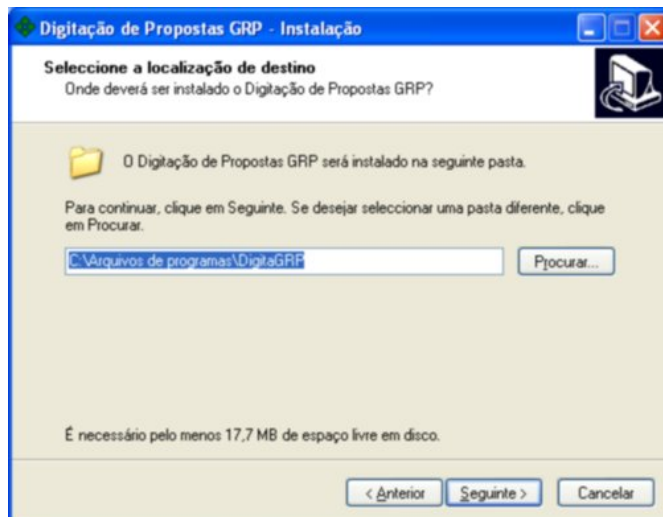 Digitação de Propostas GRP - Instalação
Seleccione a localização de destino
Onde deverá ser instalado o Digitação de Propostas GRP?
O Digitação de Propostas GRP será instalado na seguinte pasta.
Para continuar, clique em Seguinte. Se desejar seleccionar uma pasta diferente, clique
em Procurar.
C:\Arquivos de programas\DigitaGRP
Procurar...
É necessário pelo menos 17,7 MB de espaço livre em disco.
< Anterior
Seguinte >
Cancelar